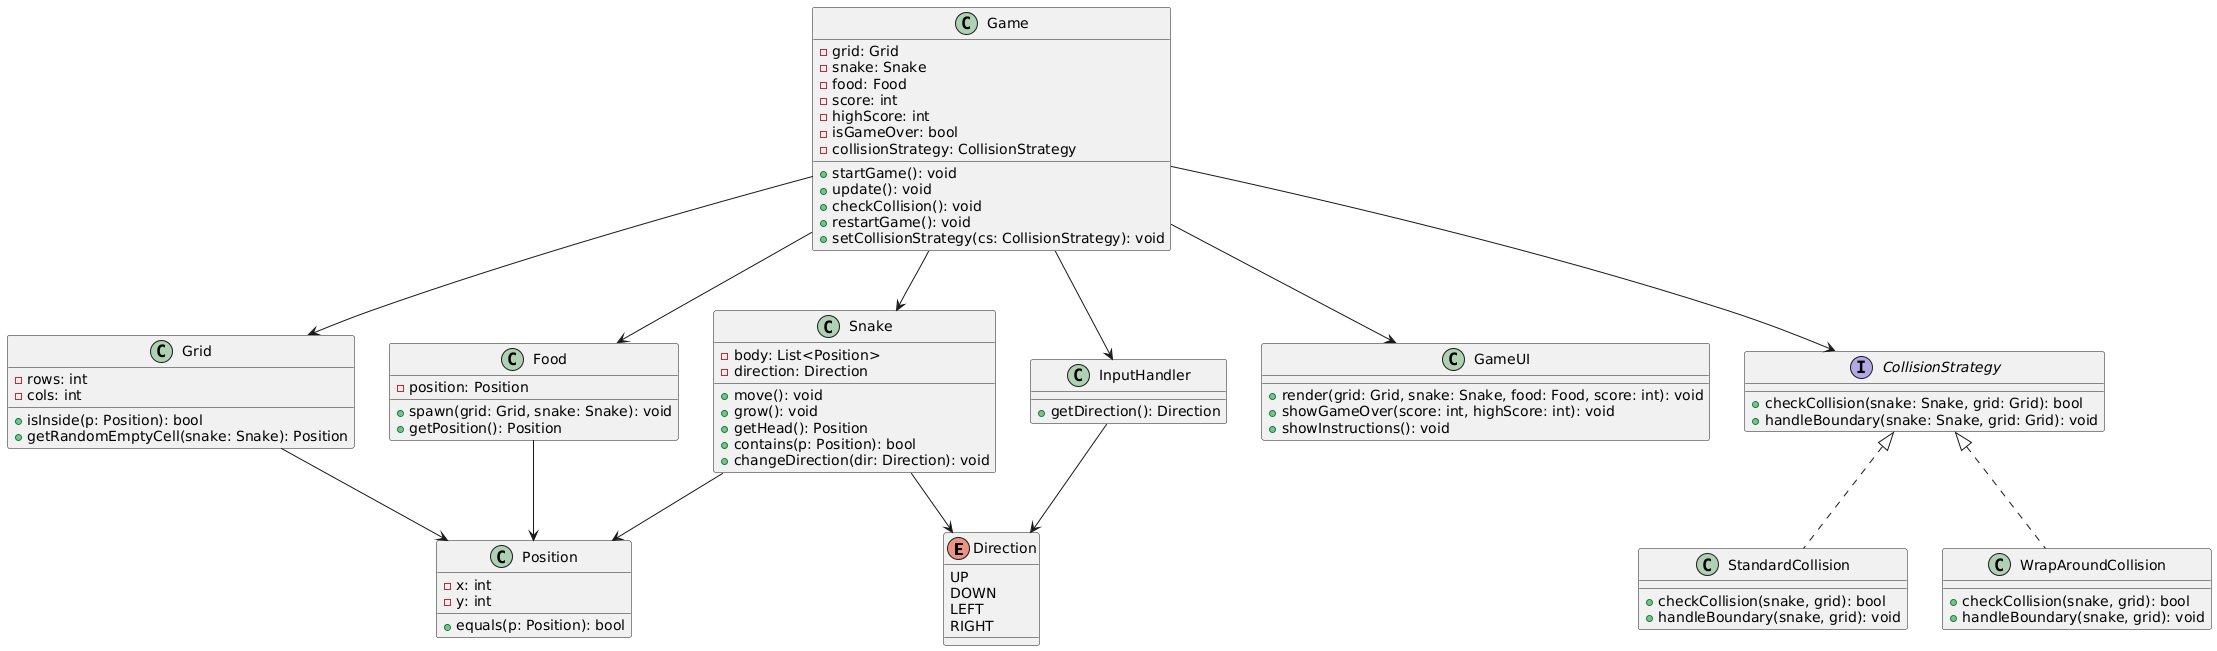 C Game
grid: Grid
snake: Snake
food: Food
score: int
highScore: int
isGameOver: bool
collisionStrategy: CollisionStrategy
startGame(): void
update(): void
checkCollision(): void
restartGame(): void
setCollisionStrategy(cs: CollisionStrategy): void
C Grid
rows: int
cols: int
isInside(p: Position): bool
getRandomEmptyCell(snake: Snake): Position
C Food
position: Position
spawn(grid: Grid, snake: Snake): void
getPosition(): Position
C Snake
body: List<Position>
direction: Direction
move(): void
grow(): void
getHead(): Position
contains(p: Position): bool
changeDirection(dir: Direction): void
C InputHandler
getDirection(): Direction
C GameUI
render(grid: Grid, snake: Snake, food: Food, score: int): void
showGameOver(score: int, highScore: int): void
showInstructions(): void
I CollisionStrategy
checkCollision(snake: Snake, grid: Grid): bool
handleBoundary(snake: Snake, grid: Grid): void
C Position
x: int
y: int
equals(p: Position): bool
E Direction
UP
DOWN
LEFT
RIGHT
C StandardCollision
checkCollision(snake, grid): bool
handleBoundary(snake, grid): void
C WrapAroundCollision
checkCollision(snake, grid): bool
handleBoundary(snake, grid): void